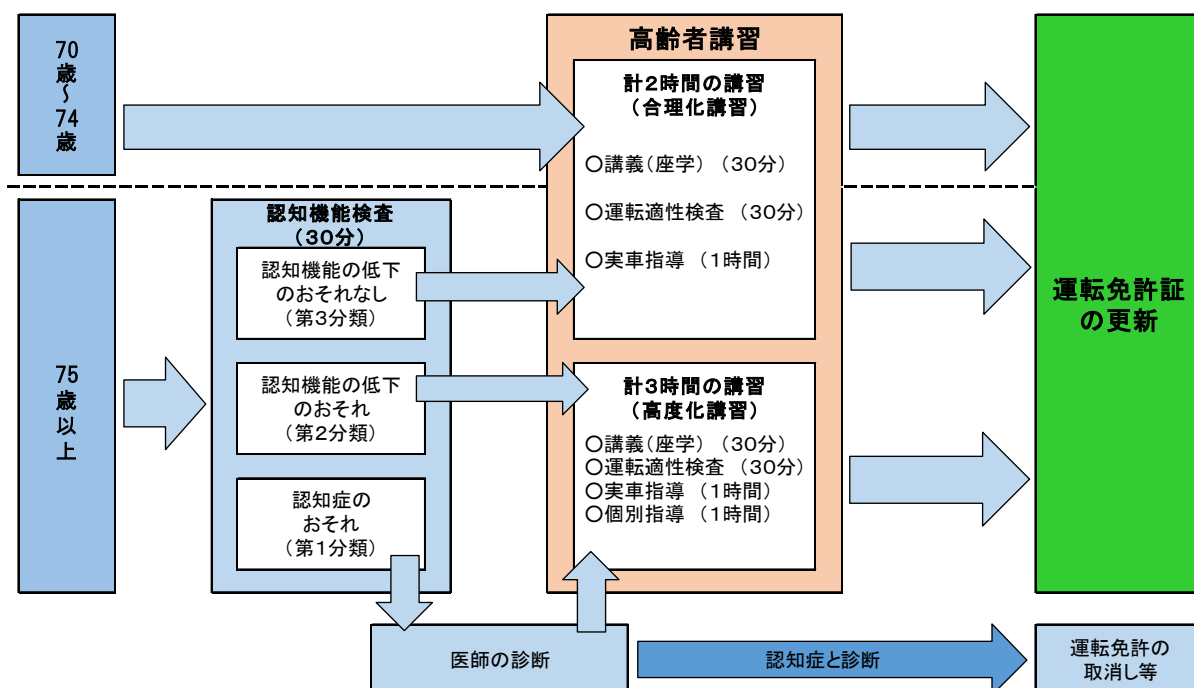 70
歳
～
74
歳
75
歳
以
上
認知機能検査
（30分）
認知機能の低下
のおそれなし
（第３分類）
認知機能の低下
のおそれ
（第２分類）
認知症の
おそれ
（第１分類）
高齢者講習
計２時間の講習
（合理化講習）
○講義（座学）（30分）
○運転適性検査（30分）
○実車指導（１時間）
計３時間の講習
（高度化講習）
○講義（座学）（30分）
○運転適性検査（30分）
○実車指導（１時間）
○個別指導（１時間）
運転免許証
の更新
医師の診断
認知症と診断
運転免許の
取消し等